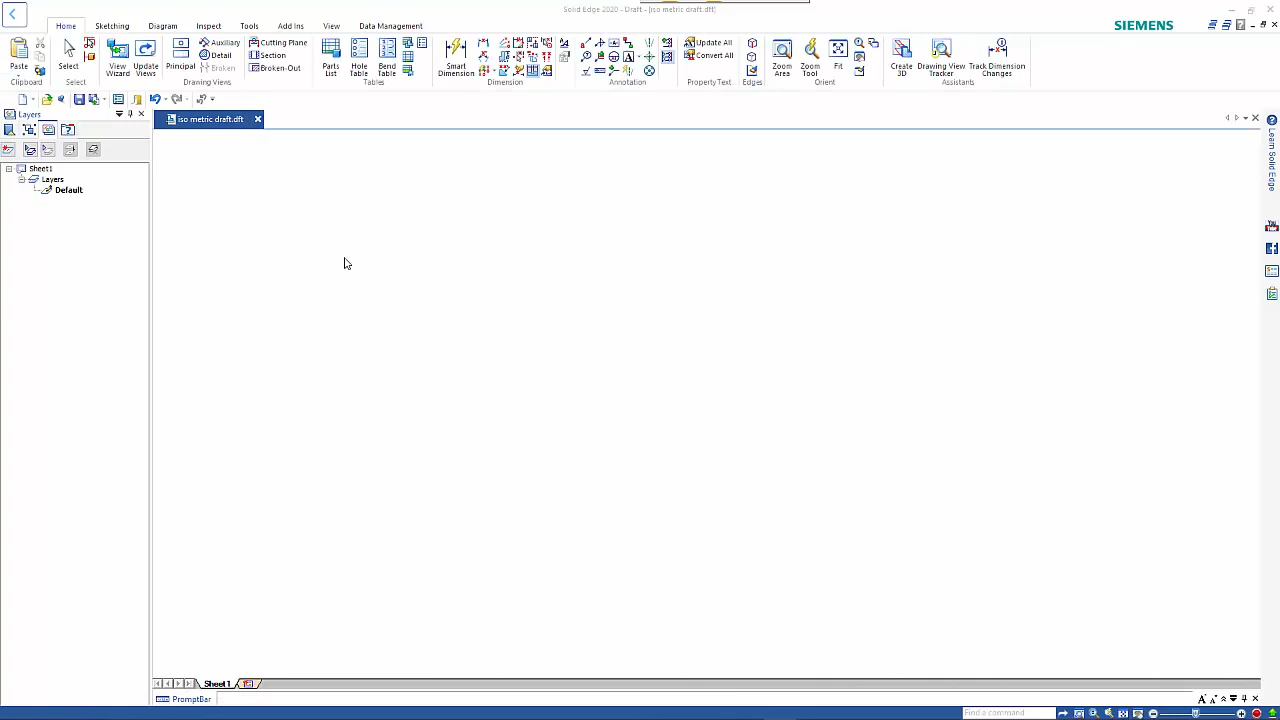 Solid Edge 2020 - Draft - [iso metric draft.dft]
Home Sketching Diagram Inspect Tools Add Ins View Data Management
SIEMENS
Paste
Clipboard
Select
Select
View Wizard
Update Views
Principal
Auxiliary
Detail
Broken
Cutting Plane
Section
Broken-Out
Drawing Views
Parts List
Hole Table
Bend Table
Tables
Smart Dimension
Dimension
A
Annotation
Update All
Convert All
Property Text
Edges
Zoom Area
Zoom Tool
Fit
Orient
Create 3D
Drawing View Tracker
Track Dimension Changes
Assistants
Layers
iso metric draft.dft
Sheet1
Layers
Default
Learn Solid Edge
You
Sheet1
PromptBar
Find a command